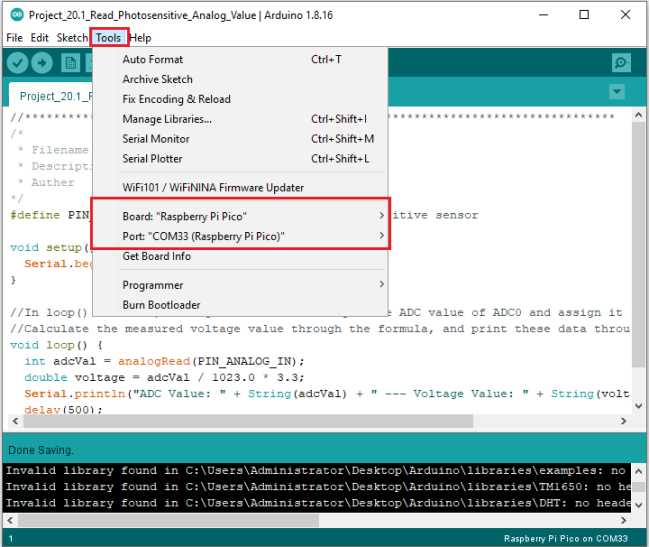 Project_20.1_Read_Photosensitive_Analog_Value | Arduino 1.8.16
File Edit Sketch Tools Help
Project_20.1_F
Auto Format Ctrl+T
Archive Sketch
Fix Encoding & Reload
Manage Libraries... Ctrl+Shift+I
Serial Monitor Ctrl+Shift+M
Serial Plotter Ctrl+Shift+L
WiFi101 / WiFiNINA Firmware Updater
Board: "Raspberry Pi Pico"
Port: "COM33 (Raspberry Pi Pico)"
Get Board Info
Programmer
Burn Bootloader
/*
* Filename
* Descripti
* Auther
*/
#define PIN_ itive sensor
void setup(
Serial.beg
}
//In loop() e ADC value of ADC0 and assign it
//Calculate the measured voltage value through the formula, and print these data throu
void loop() {
int adcVal = analogRead(PIN_ANALOG_IN);
double voltage = adcVal / 1023.0 * 3.3;
Serial.println("ADC Value: " + String(adcVal) + " --- Voltage Value: " + String(volt
delay(500);
Done Saving.
Invalid library found in C:\Users\Administrator\Desktop\Arduino\libraries\examples: no
Invalid library found in C:\Users\Administrator\Desktop\Arduino\libraries\TM1650: no he
Invalid library found in C:\Users\Administrator\Desktop\Arduino\libraries\DHT: no heade
1 Raspberry Pi Pico on COM33